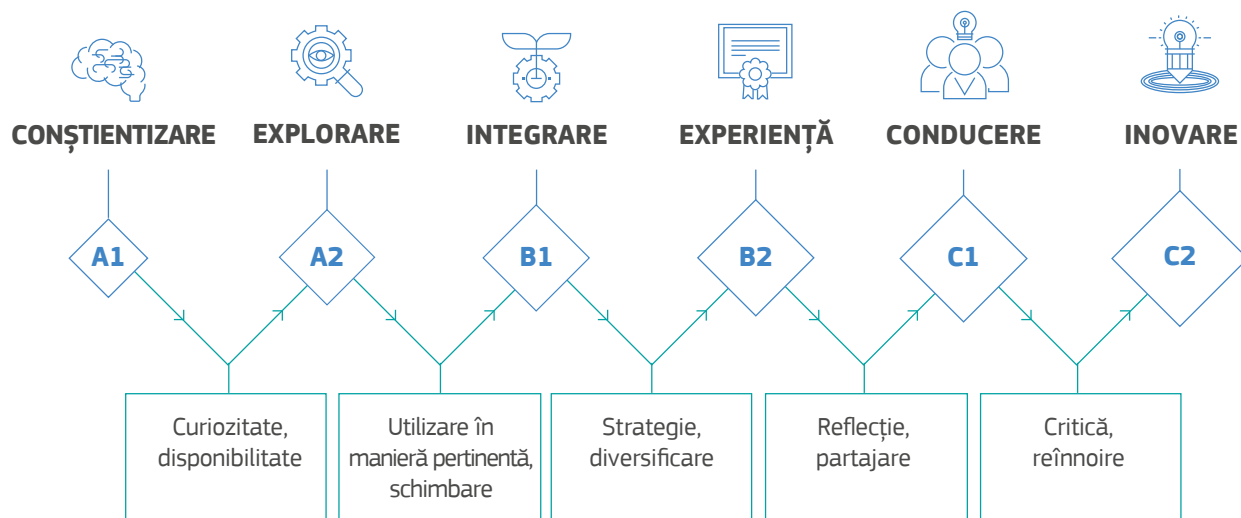 CONȘTIENTIZARE
EXPLORARE
INTEGRARE
EXPERIENȚĂ
CONDUCERE
INOVARE
A1
A2
B1
B2
C1
C2
Curiozitate,
disponibilitate
Utilizare în
manieră pertinentă,
schimbare
Strategie,
diversificare
Reflecție,
partajare
Critică,
reînnoire